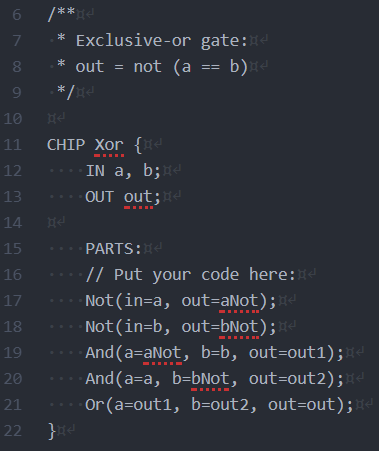 6 /**
7  * Exclusive-or gate:¤↵
8  * out = not (a == b)¤↵
9  */¤↵
10 ¤↵
11 CHIP Xor {¤↵
12 ····IN a, b;¤↵
13 ····OUT out;¤↵
14 ¤↵
15 ····PARTS:¤↵
16 ····// Put your code here:¤↵
17 ····Not(in=a, out=aNot);¤↵
18 ····Not(in=b, out=bNot);¤↵
19 ····And(a=aNot, b=b, out=out1);¤↵
20 ····And(a=a, b=bNot, out=out2);¤↵
21 ····Or(a=out1, b=out2, out=out);¤↵
22 }¤↵